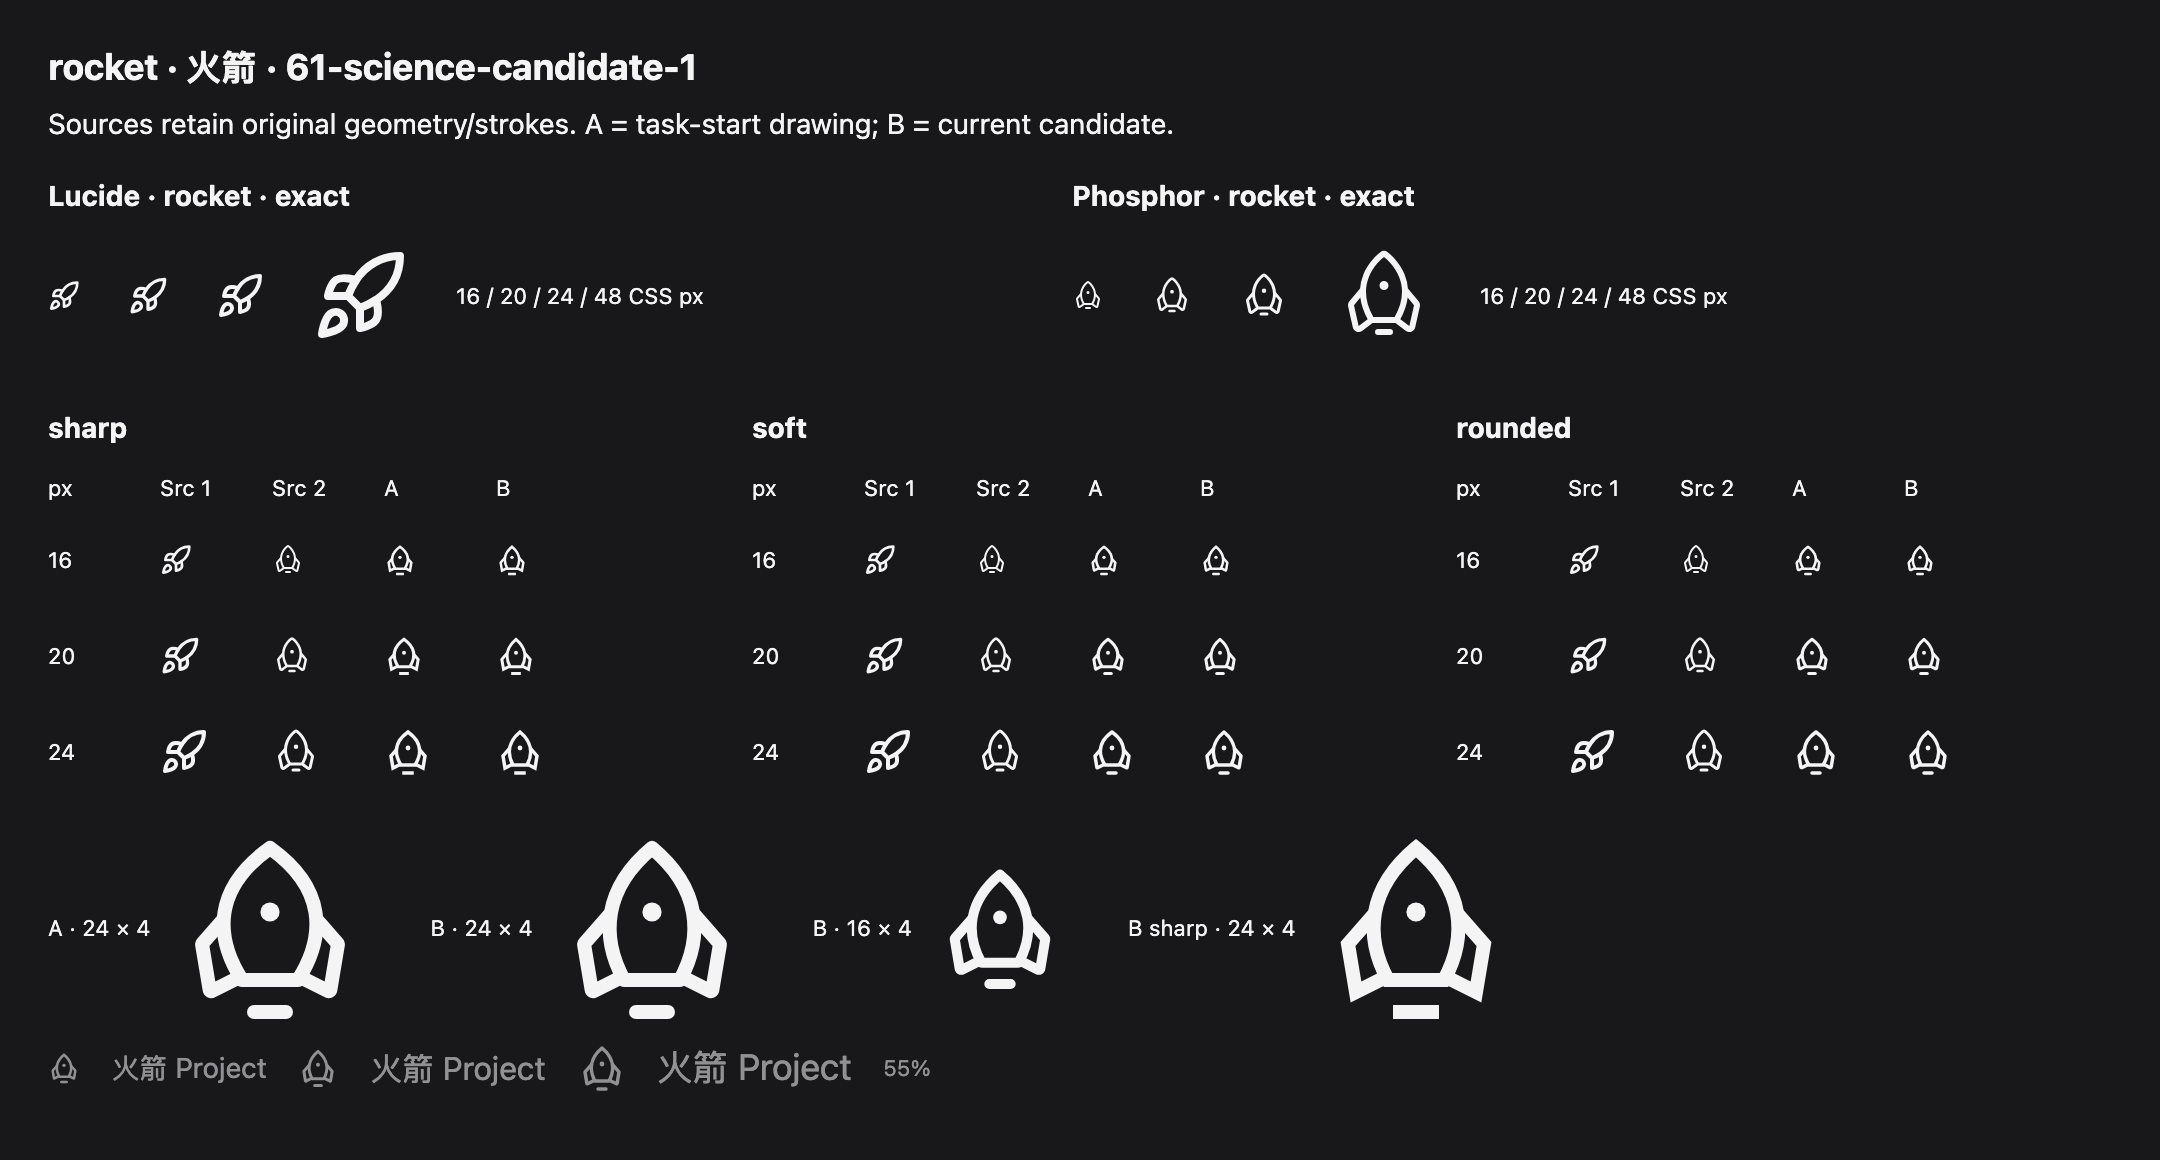 rocket · 火箭 · 61-science-candidate-1
Sources retain original geometry/strokes. A = task-start drawing; B = current candidate.
Lucide · rocket · exact
Phosphor · rocket · exact
16 / 20 / 24 / 48 CSS px
16 / 20 / 24 / 48 CSS px
sharp
soft
rounded
px Src 1 Src 2 A B
px Src 1 Src 2 A B
px Src 1 Src 2 A B
16
16
16
20
20
20
24
24
24
A · 24 × 4
B · 24 × 4
B · 16 × 4
B sharp · 24 × 4
火箭 Project
火箭 Project
火箭 Project
55%